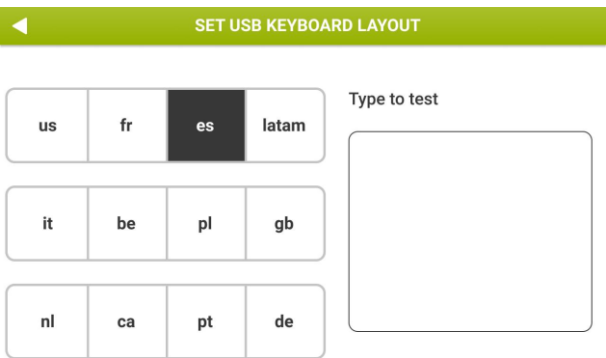 SET USB KEYBOARD LAYOUT
Type to test
us fr es latam
it be pl gb
nl ca pt de